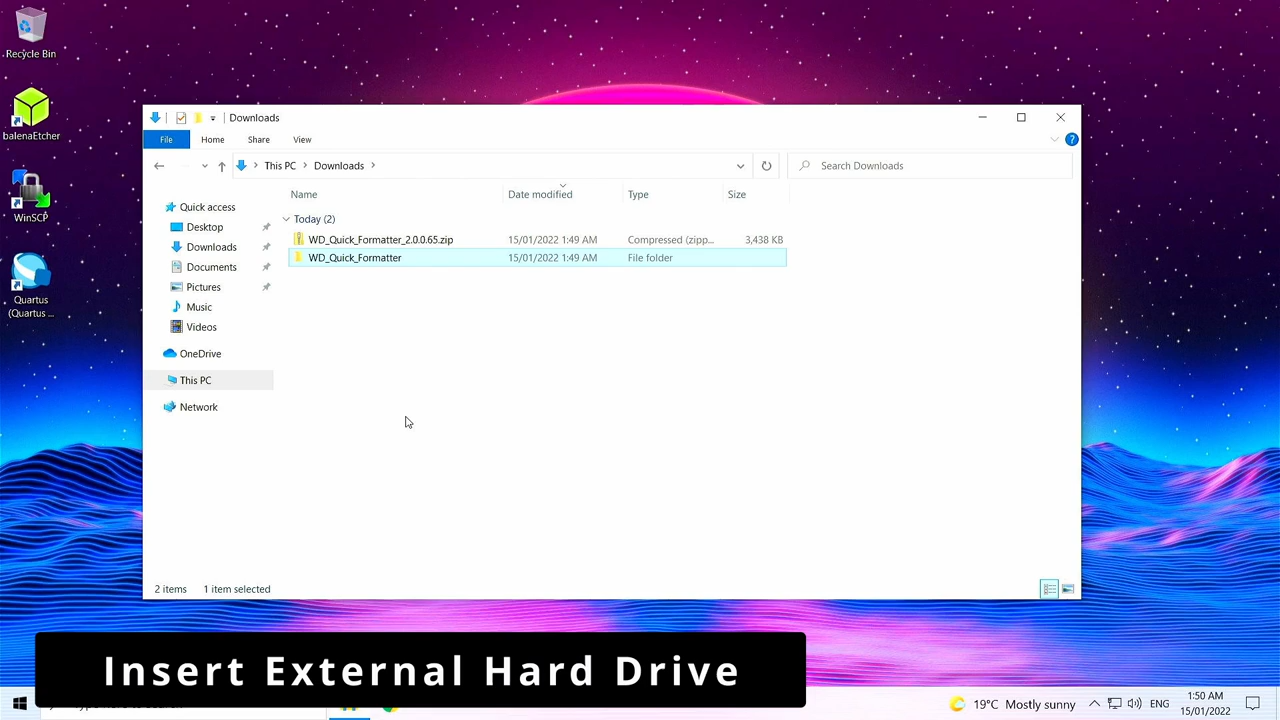 Recycle Bin
balenaEtcher
WinSCP
Quartus
(Quartus ...
Downloads
File Home Share View
This PC Downloads
Search Downloads
Name Date modified Type Size
Today (2)
WD_Quick_Formatter_2.0.0.65.zip 15/01/2022 1:49 AM Compressed (zipp... 3,438 KB
WD_Quick_Formatter 15/01/2022 1:49 AM File folder
Quick access
Desktop
Downloads
Documents
Pictures
Music
Videos
OneDrive
This PC
Network
2 items 1 item selected
Insert External Hard Drive
19°C Mostly sunny ENG
1:50 AM
15/01/2022